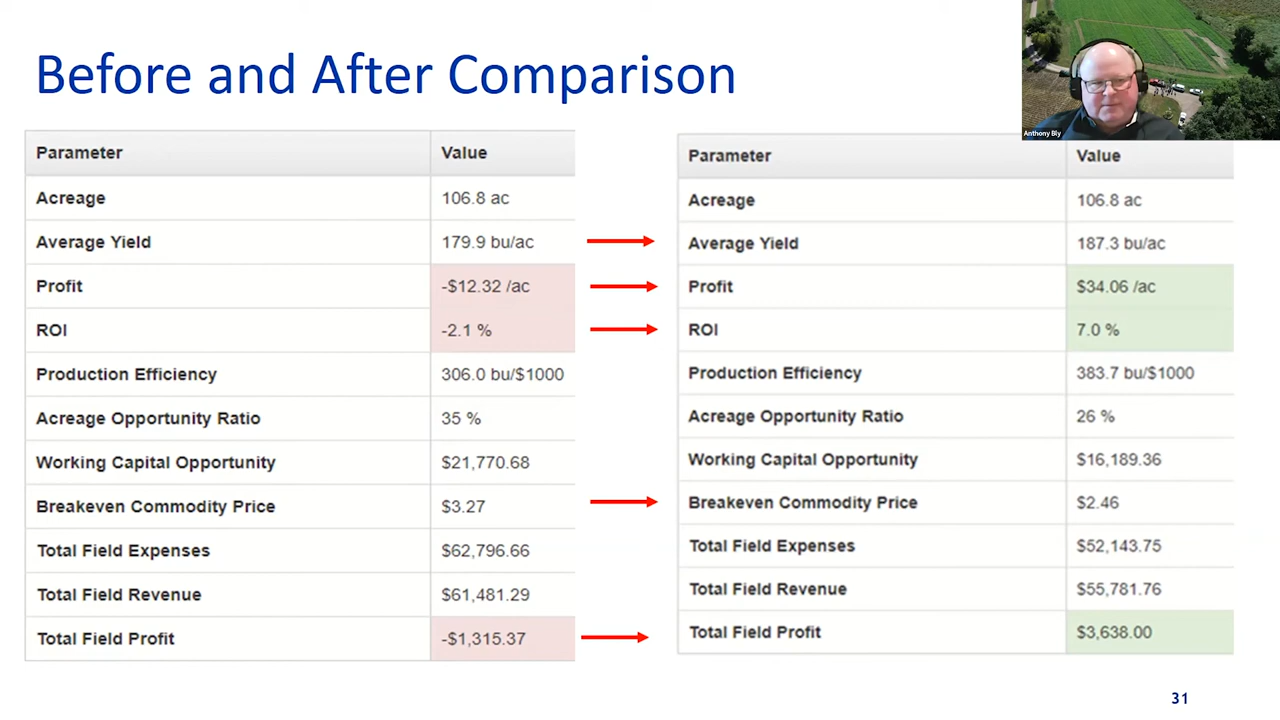 Before and After Comparison
Anthony Bly
Parameter Value
Acreage 106.8 ac
Average Yield 179.9 bu/ac
Profit -$12.32 /ac
ROI -2.1 %
Production Efficiency 306.0 bu/$1000
Acreage Opportunity Ratio 35 %
Working Capital Opportunity $21,770.68
Breakeven Commodity Price $3.27
Total Field Expenses $62,796.66
Total Field Revenue $61,481.29
Total Field Profit -$1,315.37
Parameter Value
Acreage 106.8 ac
Average Yield 187.3 bu/ac
Profit $34.06 /ac
ROI 7.0 %
Production Efficiency 383.7 bu/$1000
Acreage Opportunity Ratio 26 %
Working Capital Opportunity $16,189.36
Breakeven Commodity Price $2.46
Total Field Expenses $52,143.75
Total Field Revenue $55,781.76
Total Field Profit $3,638.00
31